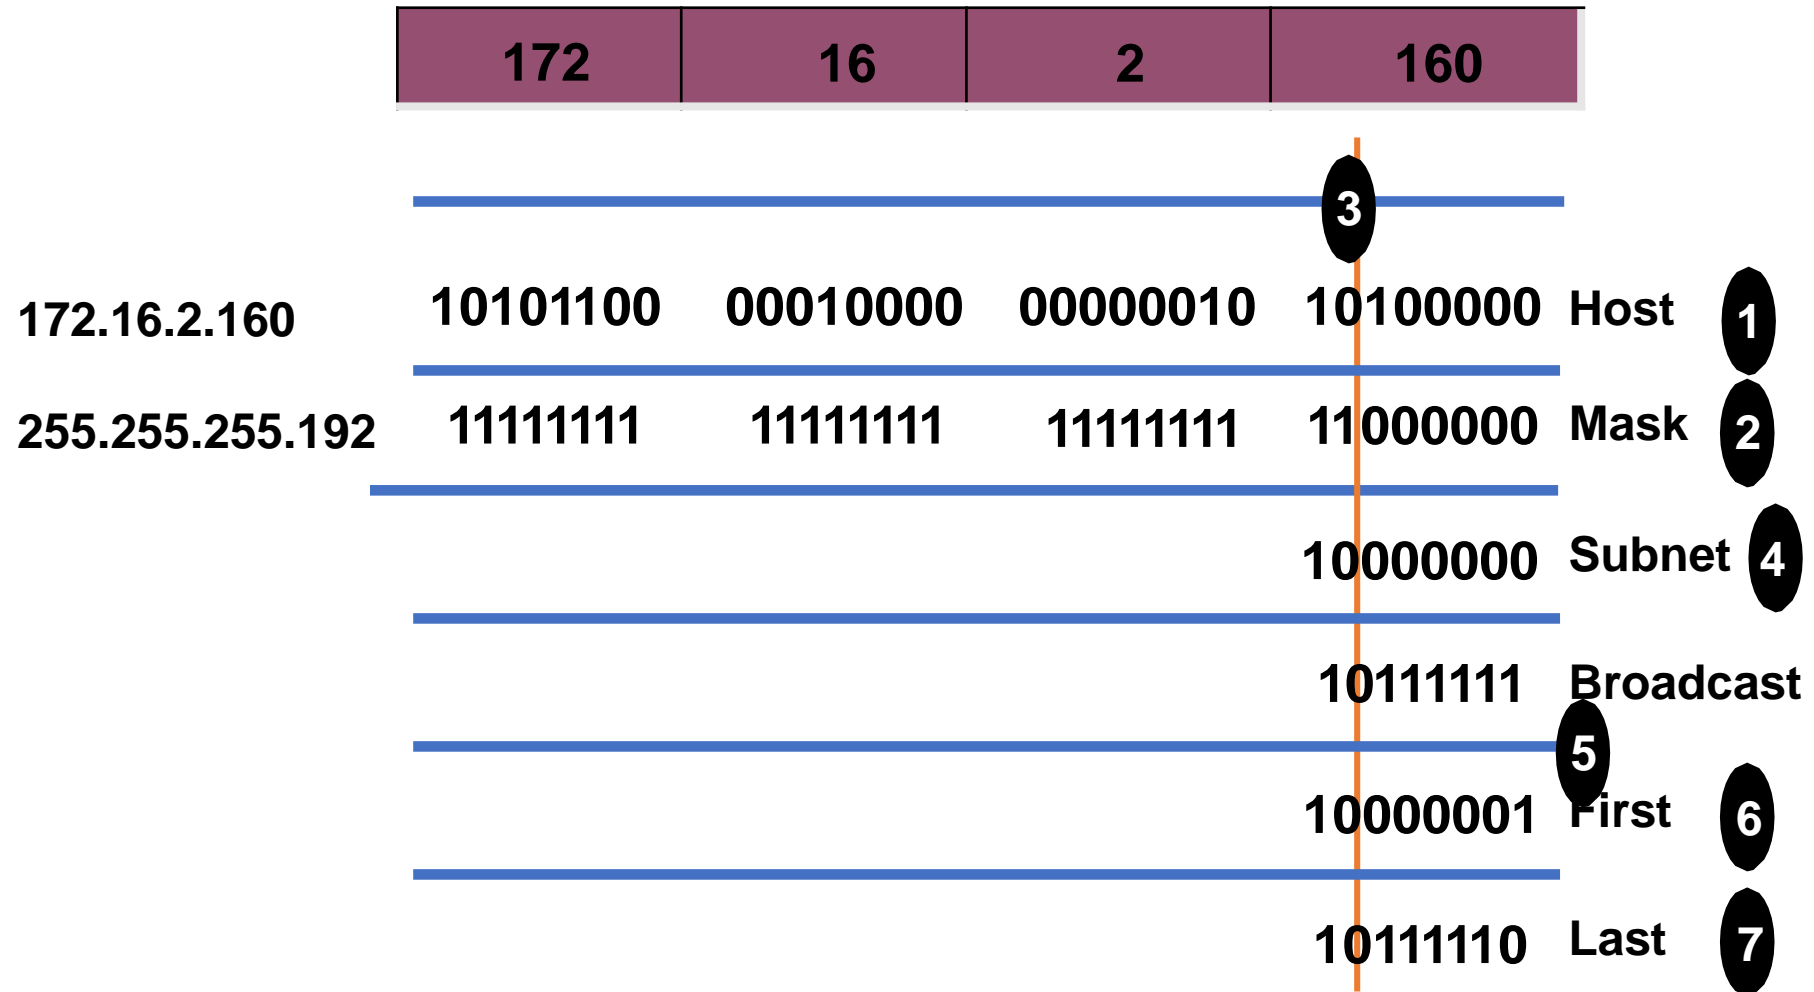 172 16 2 160
3
172.16.2.160 10101100 00010000 00000010 10100000 Host 1
255.255.255.192 11111111 11111111 11111111 11000000 Mask 2
10000000 Subnet 4
10111111 Broadcast
5
10000001 First 6
10111110 Last 7